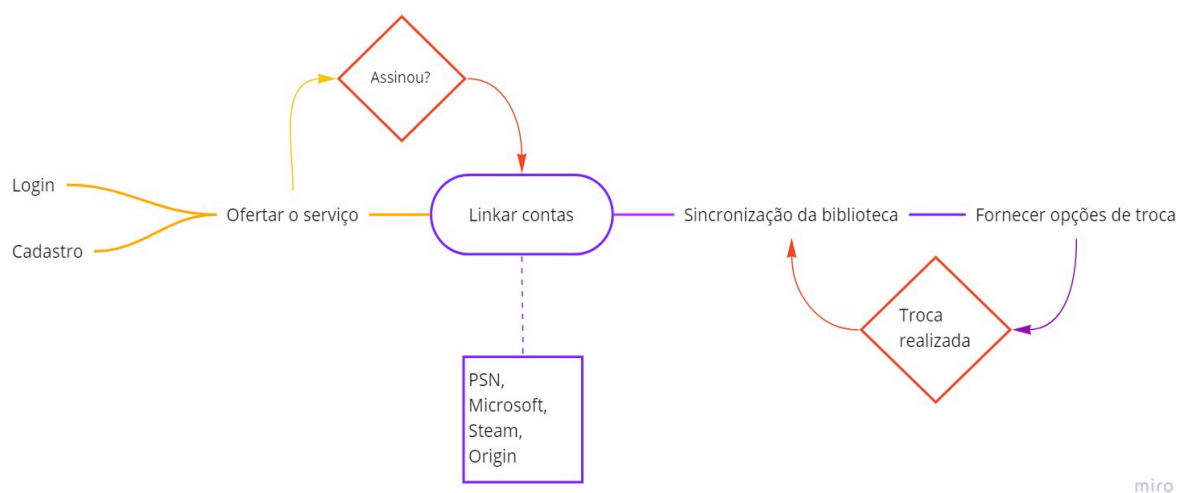 Assinou?
Login
Cadastro
Ofertar o serviço
Linkar contas
Sincronização da biblioteca
Fornecer opções de troca
Troca
realizada
PSN,
Microsoft,
Steam,
Origin
miro